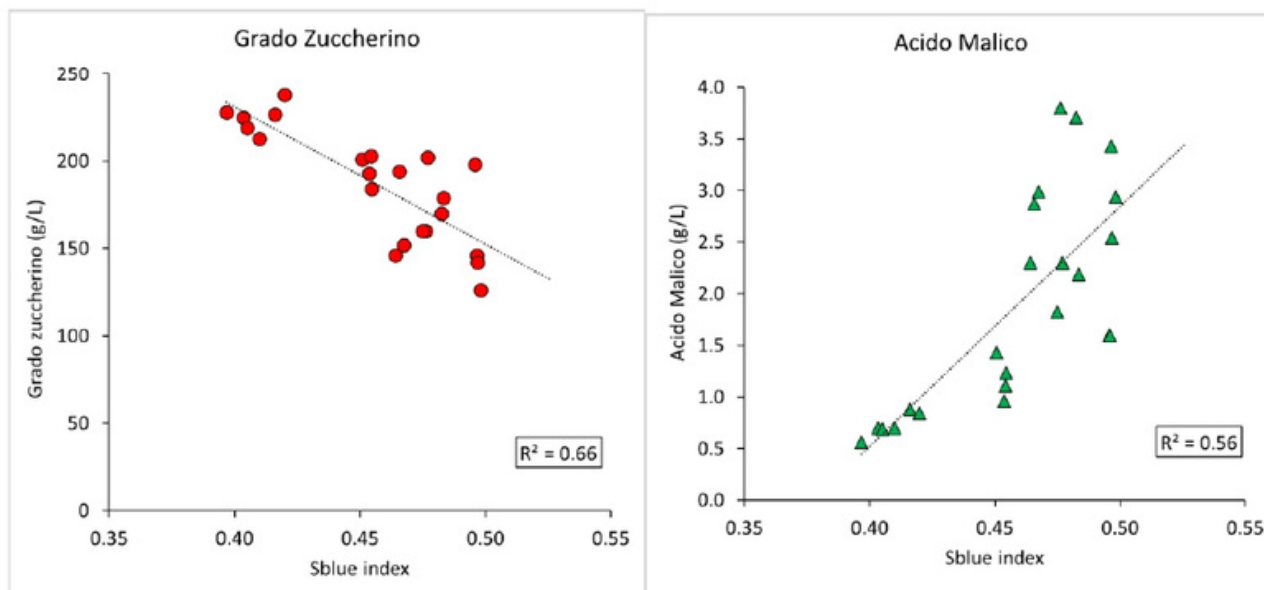 Grado Zuccherino
250
200
150
100
50
0
Grado zuccherino (g/L)
R² = 0.66
0.35 0.40 0.45 0.50 0.55
Sblue index
Acido Malico
4.0
3.5
3.0
2.5
2.0
1.5
1.0
0.5
0.0
Acido Malico (g/L)
R² = 0.56
0.35 0.40 0.45 0.50 0.55
Sblue index